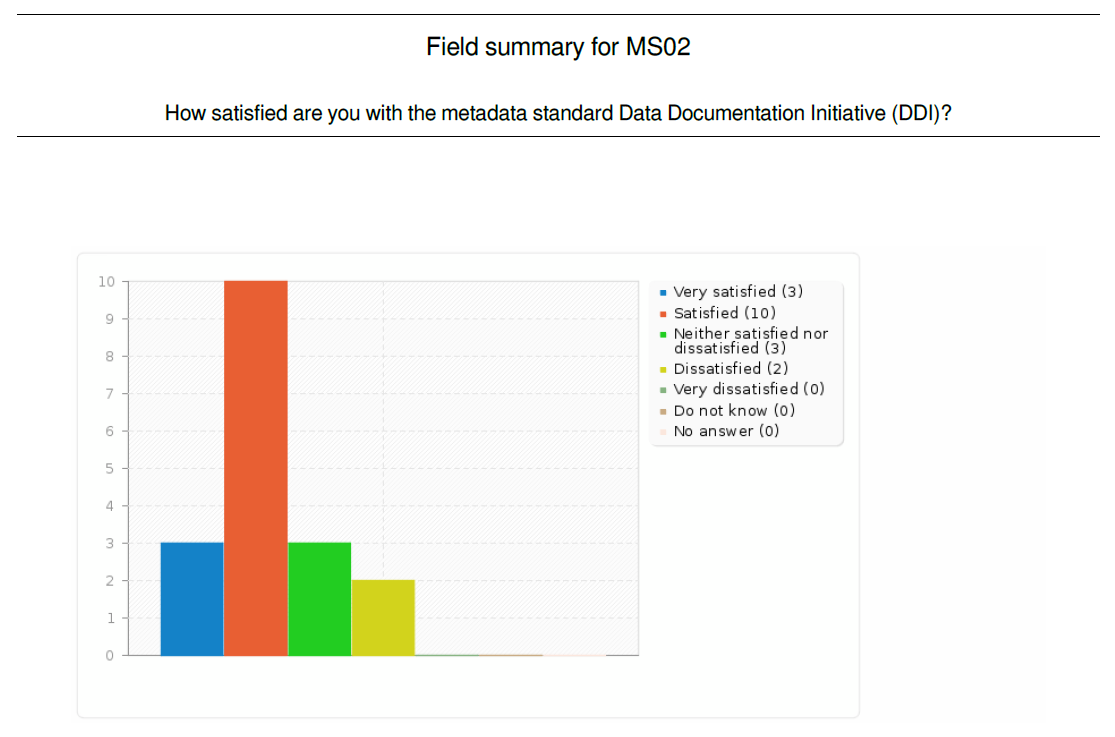 Field summary for MS02
How satisfied are you with the metadata standard Data Documentation Initiative (DDI)?
10
9
8
7
6
5
4
3
2
1
0
Very satisfied (3)
Satisfied (10)
Neither satisfied nor
dissatisfied (3)
Dissatisfied (2)
Very dissatisfied (0)
Do not know (0)
No answer (0)